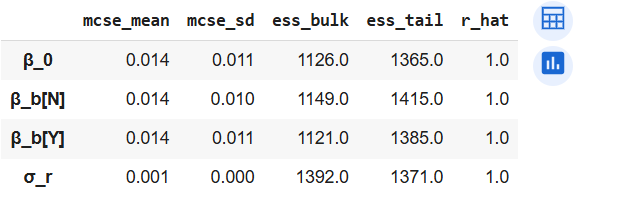 mcse_mean mcse_sd ess_bulk ess_tail r_hat
β_0 0.014 0.011 1126.0 1365.0 1.0
β_b[N] 0.014 0.010 1149.0 1415.0 1.0
β_b[Y] 0.014 0.011 1121.0 1385.0 1.0
σ_r 0.001 0.000 1392.0 1371.0 1.0